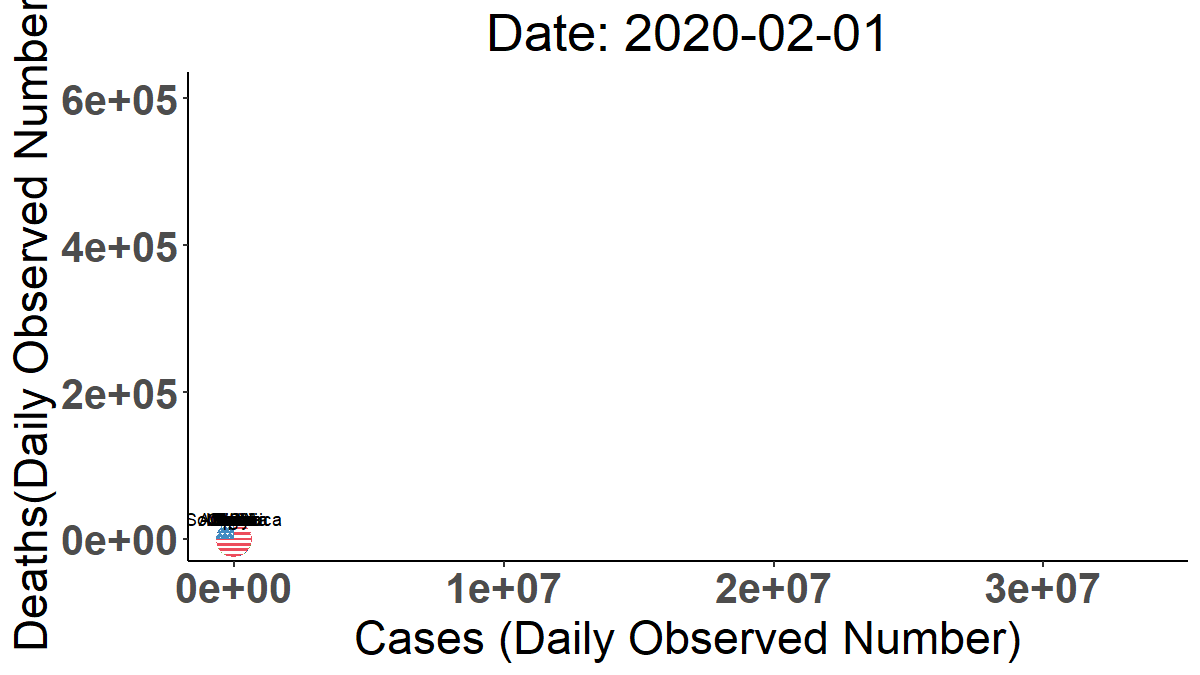 Date: 2020-02-01
Deaths(Daily Observed Number
6e+05
4e+05
2e+05
0e+00
0e+00 1e+07 2e+07 3e+07
Cases (Daily Observed Number)